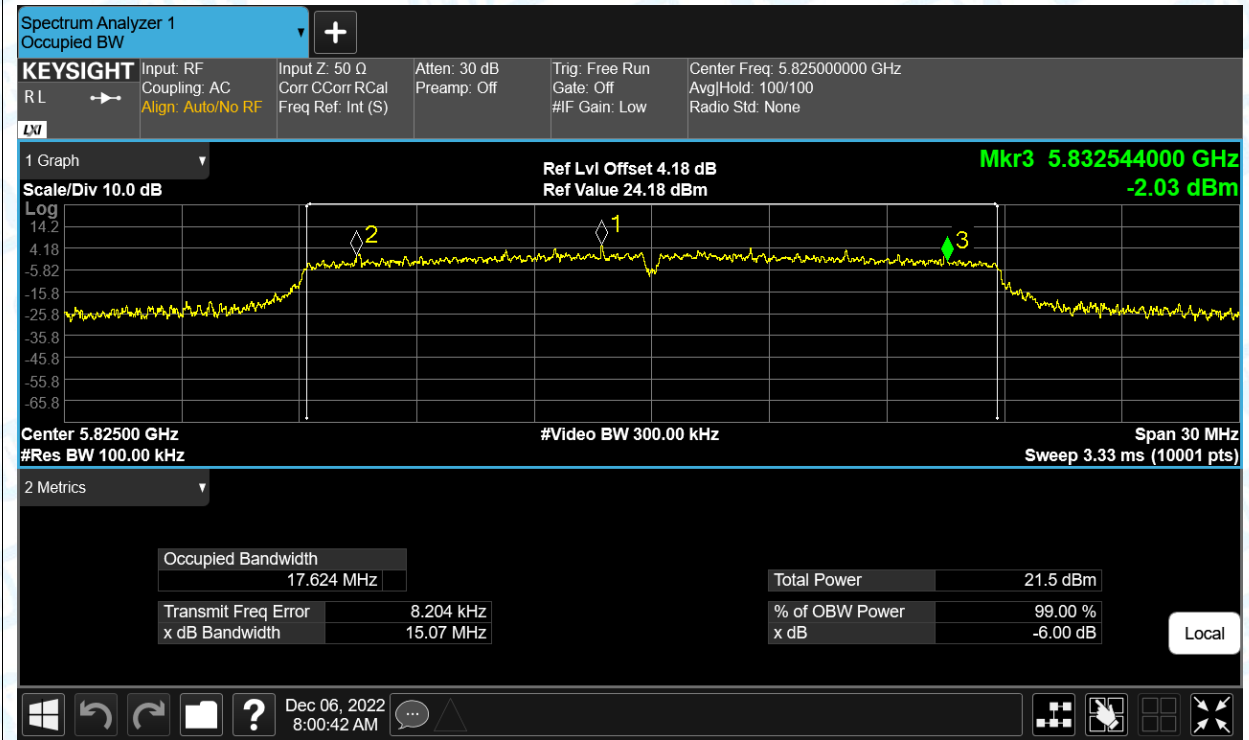 Spectrum Analyzer 1
Occupied BW
▼
+
KEYSIGHT
R L
LXI
Input: RF
Coupling: AC
Align: Auto/No RF
Input Z: 50 Ω
Corr CCorr RCal
Freq Ref: Int (S)
Atten: 30 dB
Preamp: Off
Trig: Free Run
Gate: Off
#IF Gain: Low
Center Freq: 5.825000000 GHz
Avg|Hold: 100/100
Radio Std: None
1 Graph ▼
Scale/Div 10.0 dB
Ref Lvl Offset 4.18 dB
Ref Value 24.18 dBm
Mkr3 5.832544000 GHz
-2.03 dBm
Log
14.2
4.18
-5.82
-15.8
-25.8
-35.8
-45.8
-55.8
-65.8
2
1
3
Center 5.82500 GHz
#Res BW 100.00 kHz
#Video BW 300.00 kHz
Span 30 MHz
Sweep 3.33 ms (10001 pts)
2 Metrics ▼
Occupied Bandwidth
17.624 MHz
Transmit Freq Error 8.204 kHz
x dB Bandwidth 15.07 MHz
Total Power 21.5 dBm
% of OBW Power 99.00 %
x dB -6.00 dB
Local
?
Dec 06, 2022
8:00:42 AM